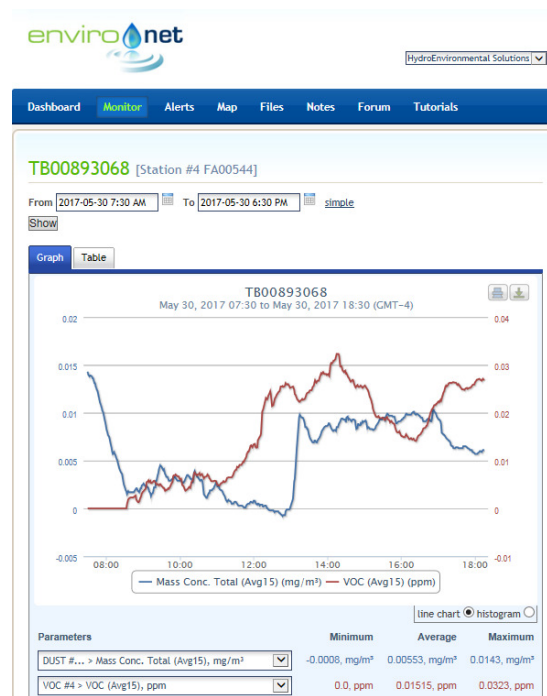 enviro net
HydroEnvironmental Solutions
Dashboard Monitor Alerts Map Files Notes Forum Tutorials
TB00893068 [Station #4 FA00544]
From 2017-05-30 7:30 AM To 2017-05-30 6:30 PM simple
Show
Graph Table
TB00893068
May 30, 2017 07:30 to May 30, 2017 18:30 (GMT-4)
0.02 0.04
0.015 0.03
0.01 0.02
0.005 0.01
0 0
-0.005 -0.01
08:00 10:00 12:00 14:00 16:00 18:00
Mass Conc. Total (Avg15) (mg/m³) VOC (Avg15) (ppm)
line chart histogram
Parameters Minimum Average Maximum
DUST #... > Mass Conc. Total (Avg15), mg/m³ -0.0008, mg/m³ 0.00553, mg/m³ 0.0143, mg/m³
VOC #4 > VOC (Avg15), ppm 0.0, ppm 0.01515, ppm 0.0323, ppm